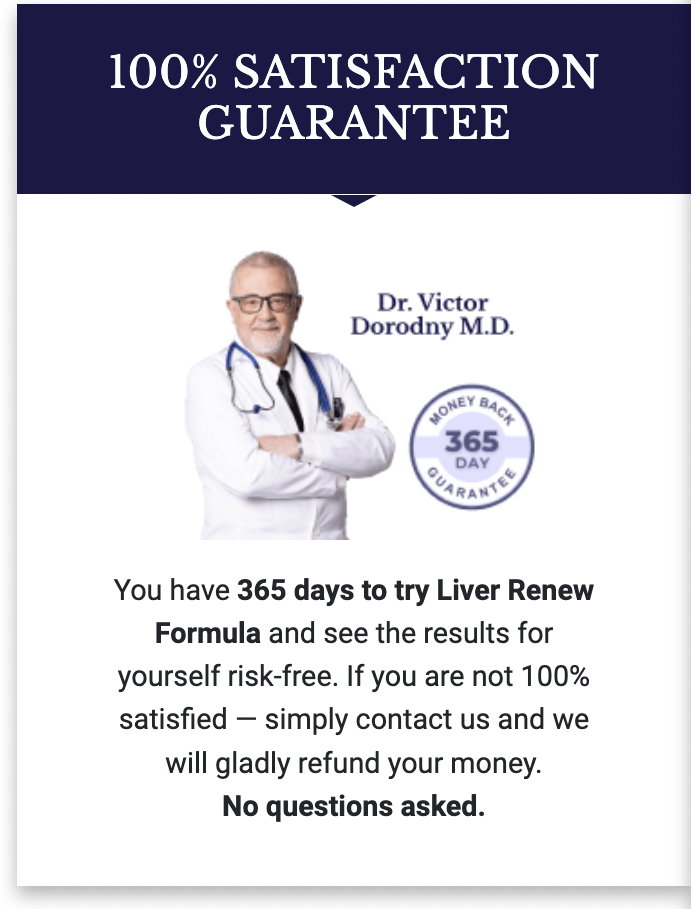 100% SATISFACTION
GUARANTEE
Dr. Victor
Dorodny M.D.
MONEY BACK
365
DAY
GUARANTEE
You have 365 days to try Liver Renew
Formula and see the results for
yourself risk-free. If you are not 100%
satisfied — simply contact us and we
will gladly refund your money.
No questions asked.